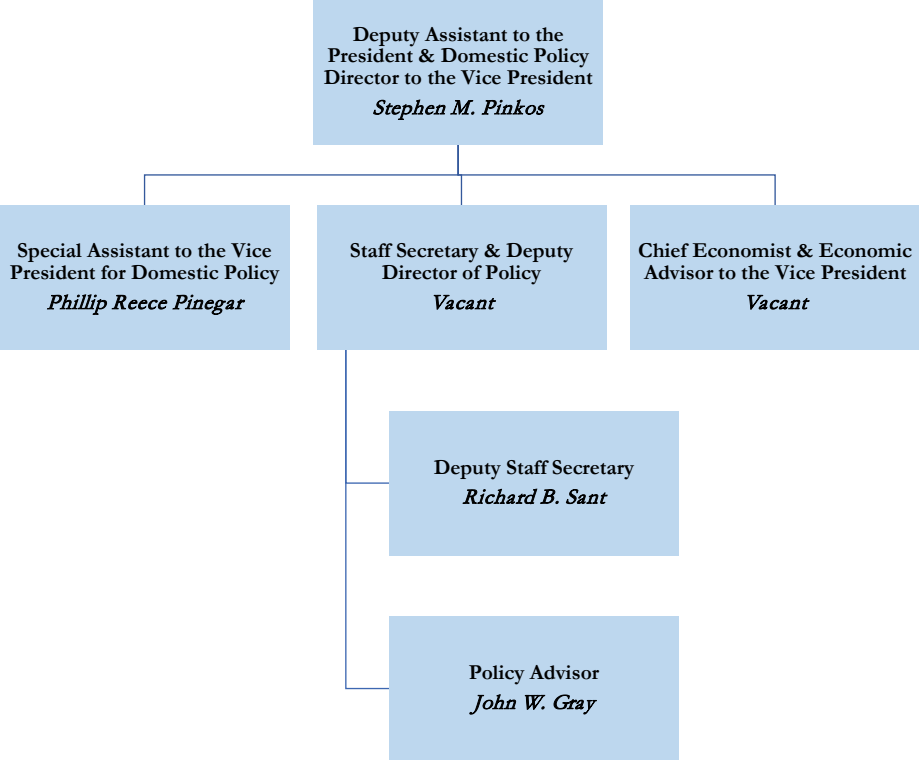 Deputy Assistant to the
President & Domestic Policy
Director to the Vice President
Stephen M. Pinkos
Special Assistant to the Vice
President for Domestic Policy
Phillip Reece Pinegar
Staff Secretary & Deputy
Director of Policy
Vacant
Chief Economist & Economic
Advisor to the Vice President
Vacant
Deputy Staff Secretary
Richard B. Sant
Policy Advisor
John W. Gray